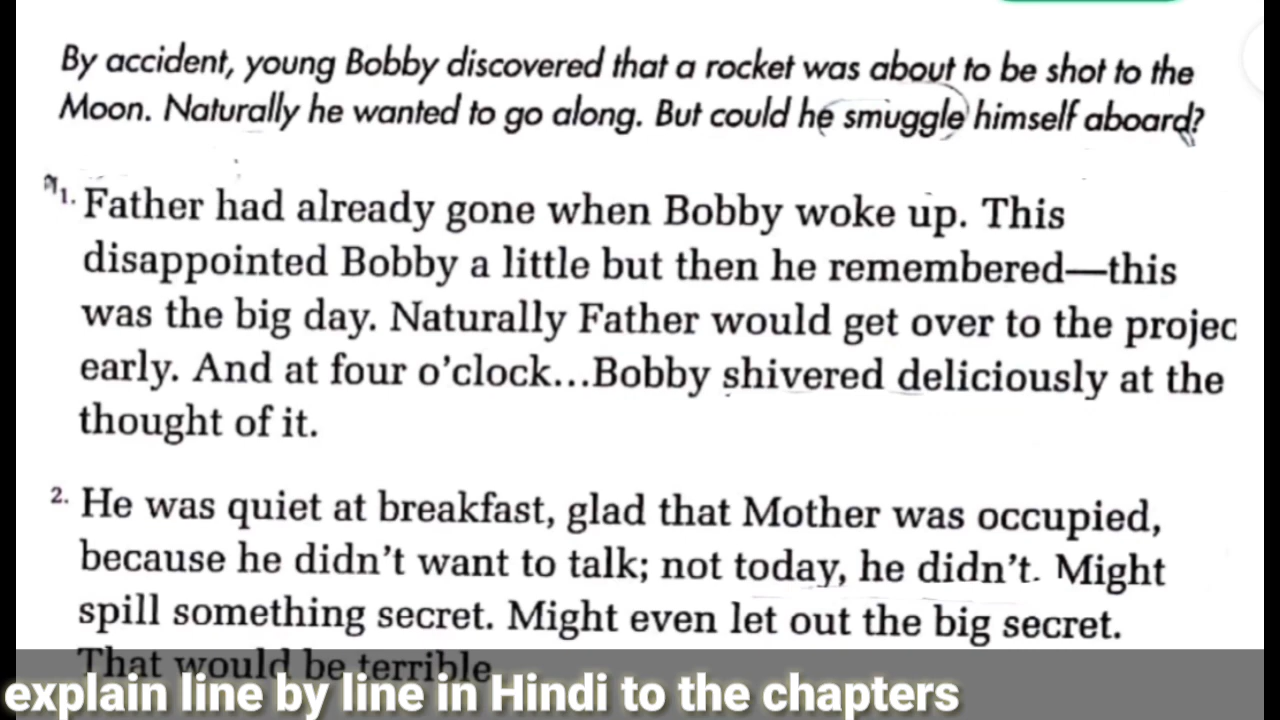 By accident, young Bobby discovered that a rocket was about to be shot to the
Moon. Naturally he wanted to go along. But could he smuggle himself aboard?
1. Father had already gone when Bobby woke up. This
disappointed Bobby a little but then he remembered—this
was the big day. Naturally Father would get over to the projec
early. And at four o'clock...Bobby shivered deliciously at the
thought of it.
2. He was quiet at breakfast, glad that Mother was occupied,
because he didn't want to talk; not today, he didn't. Might
spill something secret. Might even let out the big secret.
That would be terrible
explain line by line in Hindi to the chapters